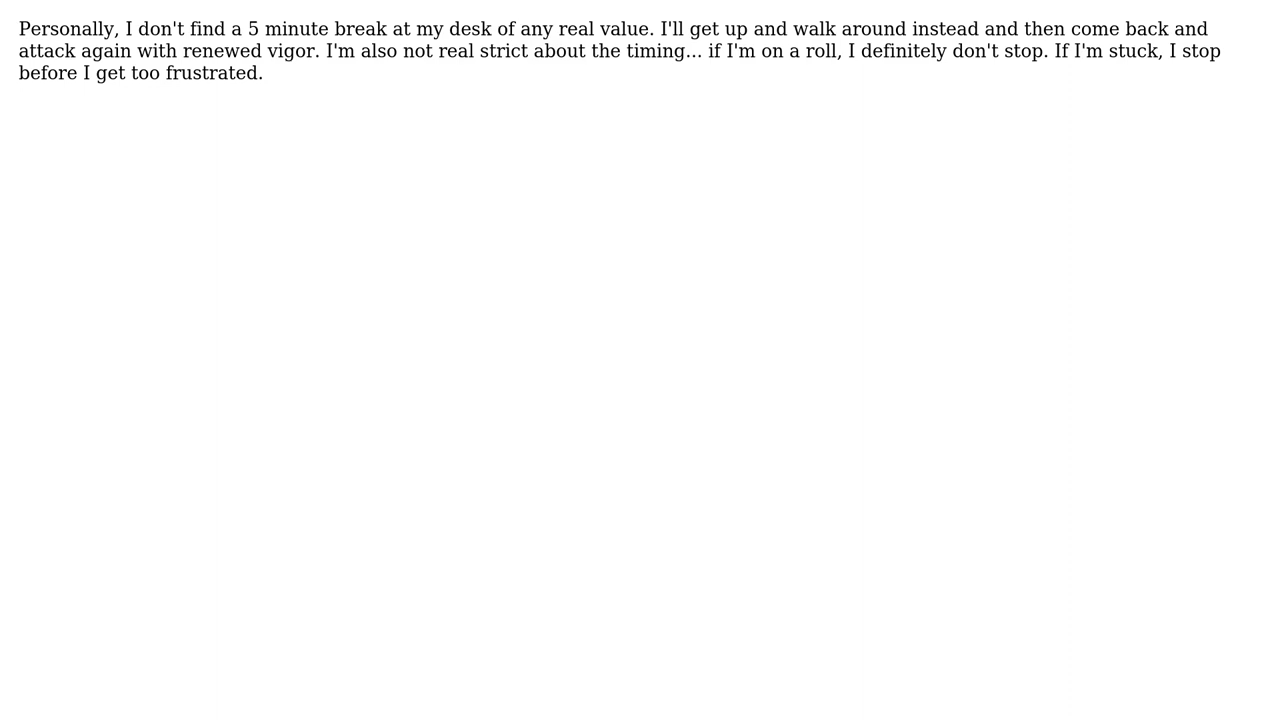 Personally, I don't find a 5 minute break at my desk of any real value. I'll get up and walk around instead and then come back and
attack again with renewed vigor. I'm also not real strict about the timing... if I'm on a roll, I definitely don't stop. If I'm stuck, I stop
before I get too frustrated.